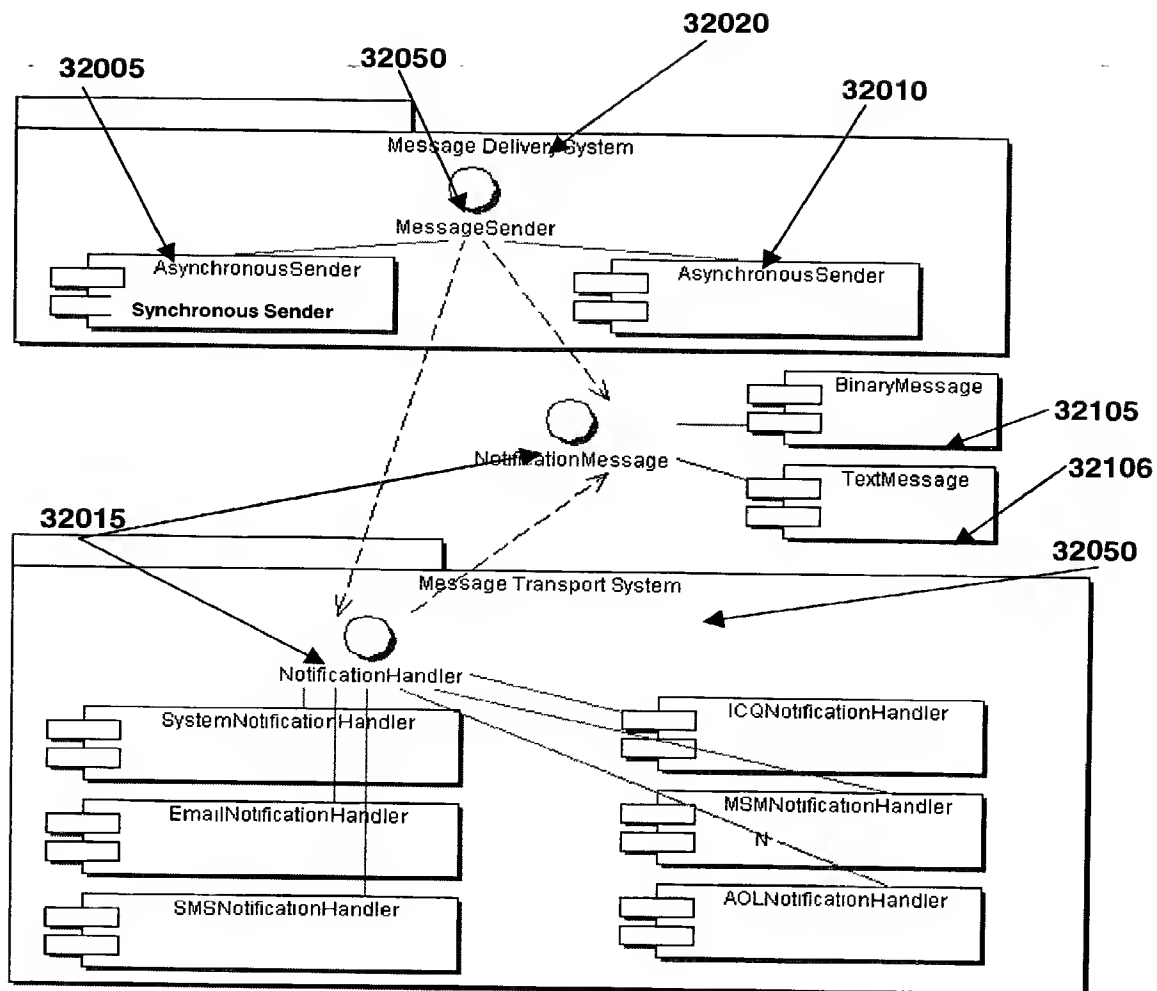 32020
32050
32005
32010
Message Delivery System
MessageSender
AsynchronousSender
Synchronous Sender
AsynchronousSender
BinaryMessage
32105
NotificationMessage
32106
TextMessage
32015
32050
Message Transport System
NotificationHandler
SystemNotificationHandler
ICQNotificationHandler
EmailNotificationHandler
MSMNotificationHandler
N
SMSNotificationHandler
AOLNotificationHandler